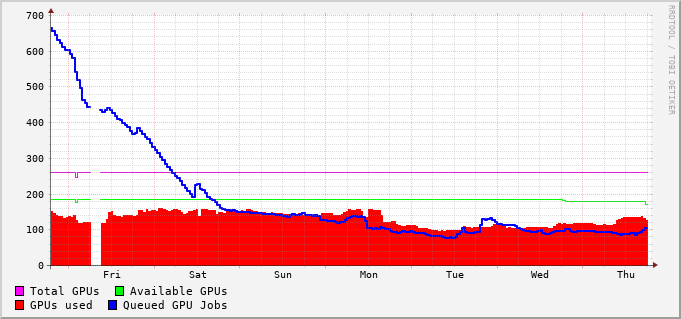 700
600
500
400
300
200
100
0
Fri Sat Sun Mon Tue Wed Thu
Total GPUs Available GPUs
GPUs used Queued GPU Jobs
RRDTOOL / TOBI OETIKER